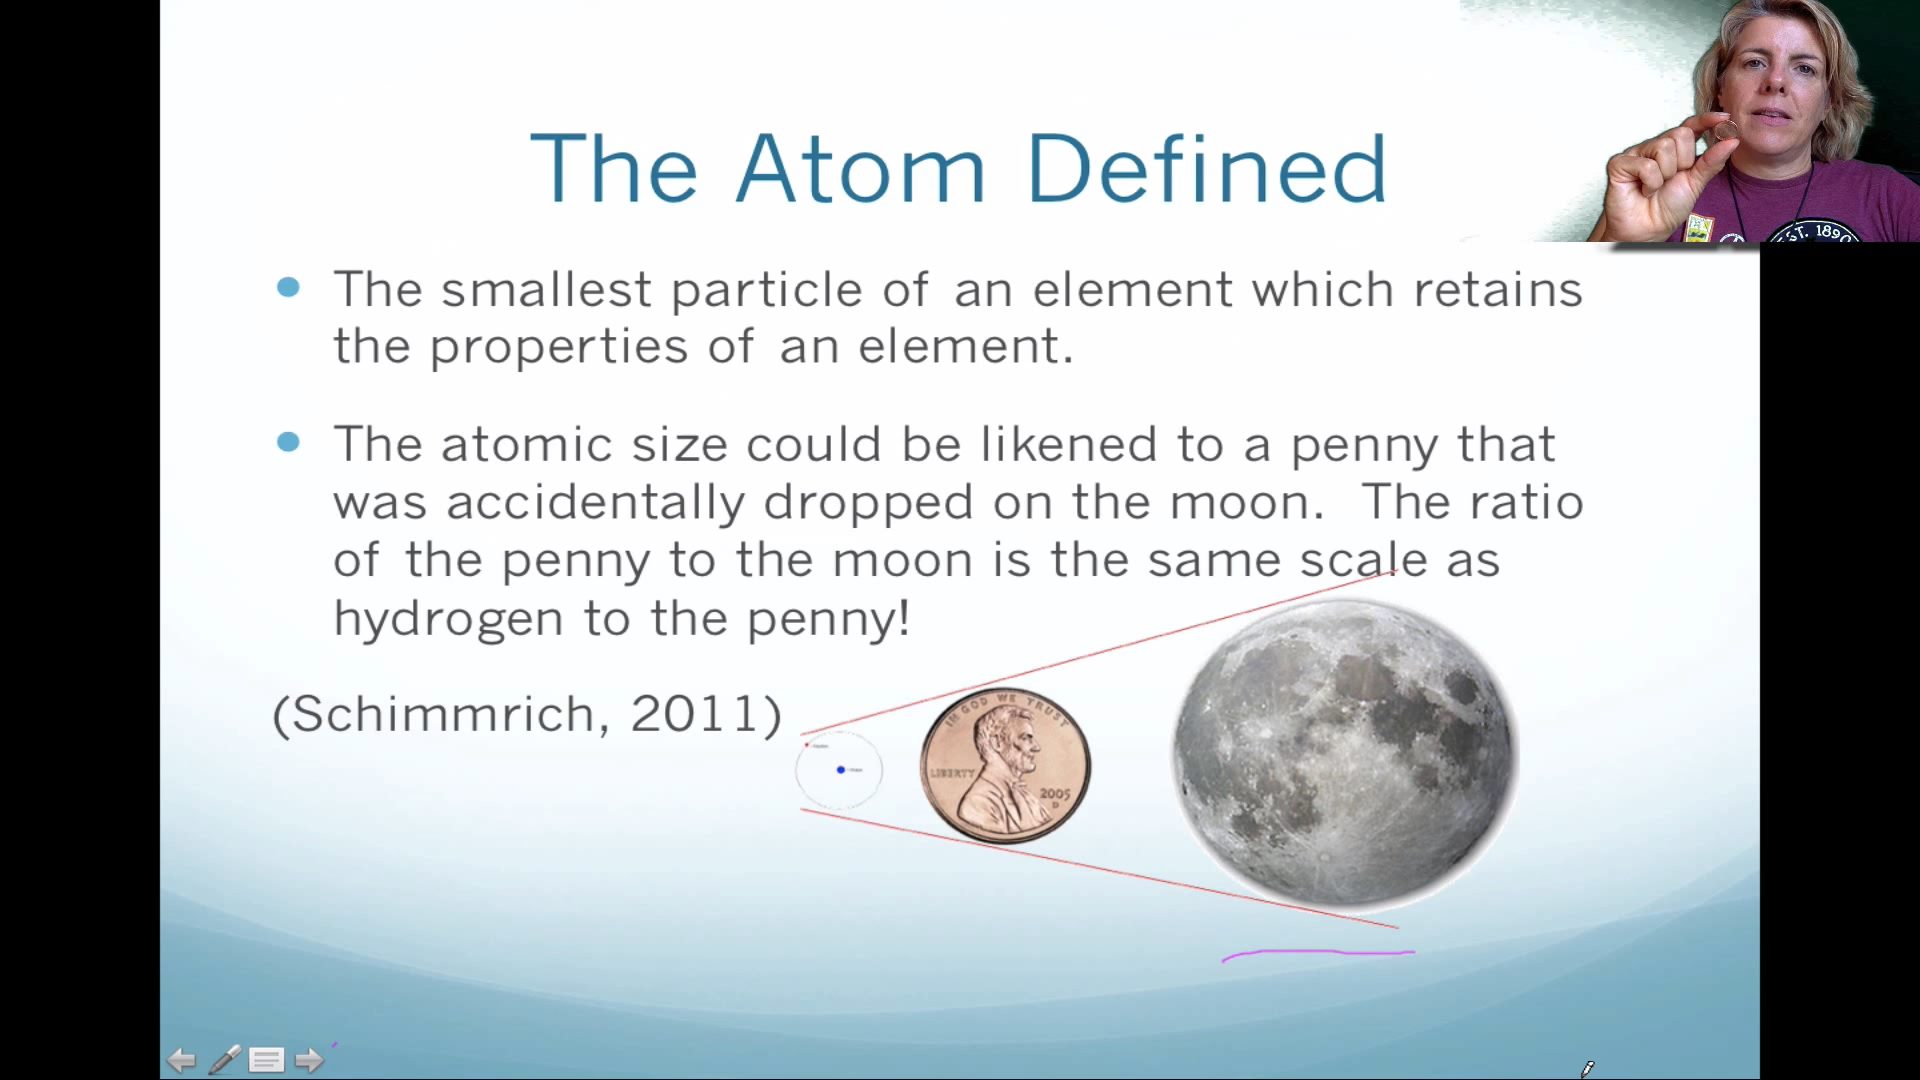 The Atom Defined
The smallest particle of an element which retains
the properties of an element.
The atomic size could be likened to a penny that
was accidentally dropped on the moon. The ratio
of the penny to the moon is the same scale as
hydrogen to the penny!
(Schimmrich, 2011)
IN GOD WE TRUST
LIBERTY
2005
D
EST. 1890